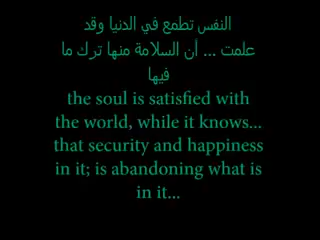 النفس تطمع في الدنيا وقد
علمت ... أن السلامة منها ترك ما
فيها
the soul is satisfied with
the world, while it knows...
that security and happiness
in it; is abandoning what is
in it...